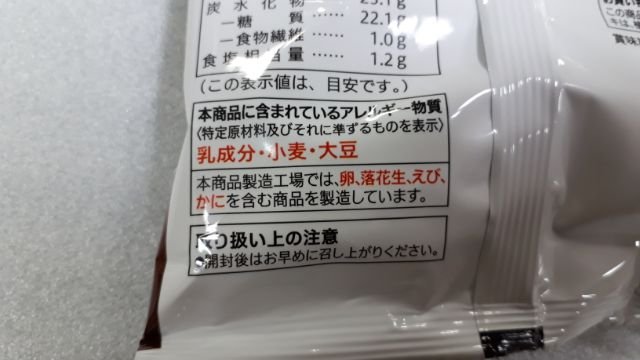 炭水化物…… 23.1g
―糖質…… 22.1g
―食物繊維…… 1.0g
食塩相当量…… 1.2g
(この表示値は、目安です。)
本商品に含まれているアレルギー物質
〈特定原材料及びそれに準ずるものを表示〉
乳成分・小麦・大豆
本商品製造工場では、卵、落花生、えび、
かにを含む商品を製造しています。
取り扱い上の注意
●開封後はお早めに召し上がりください。
この商品
賞味